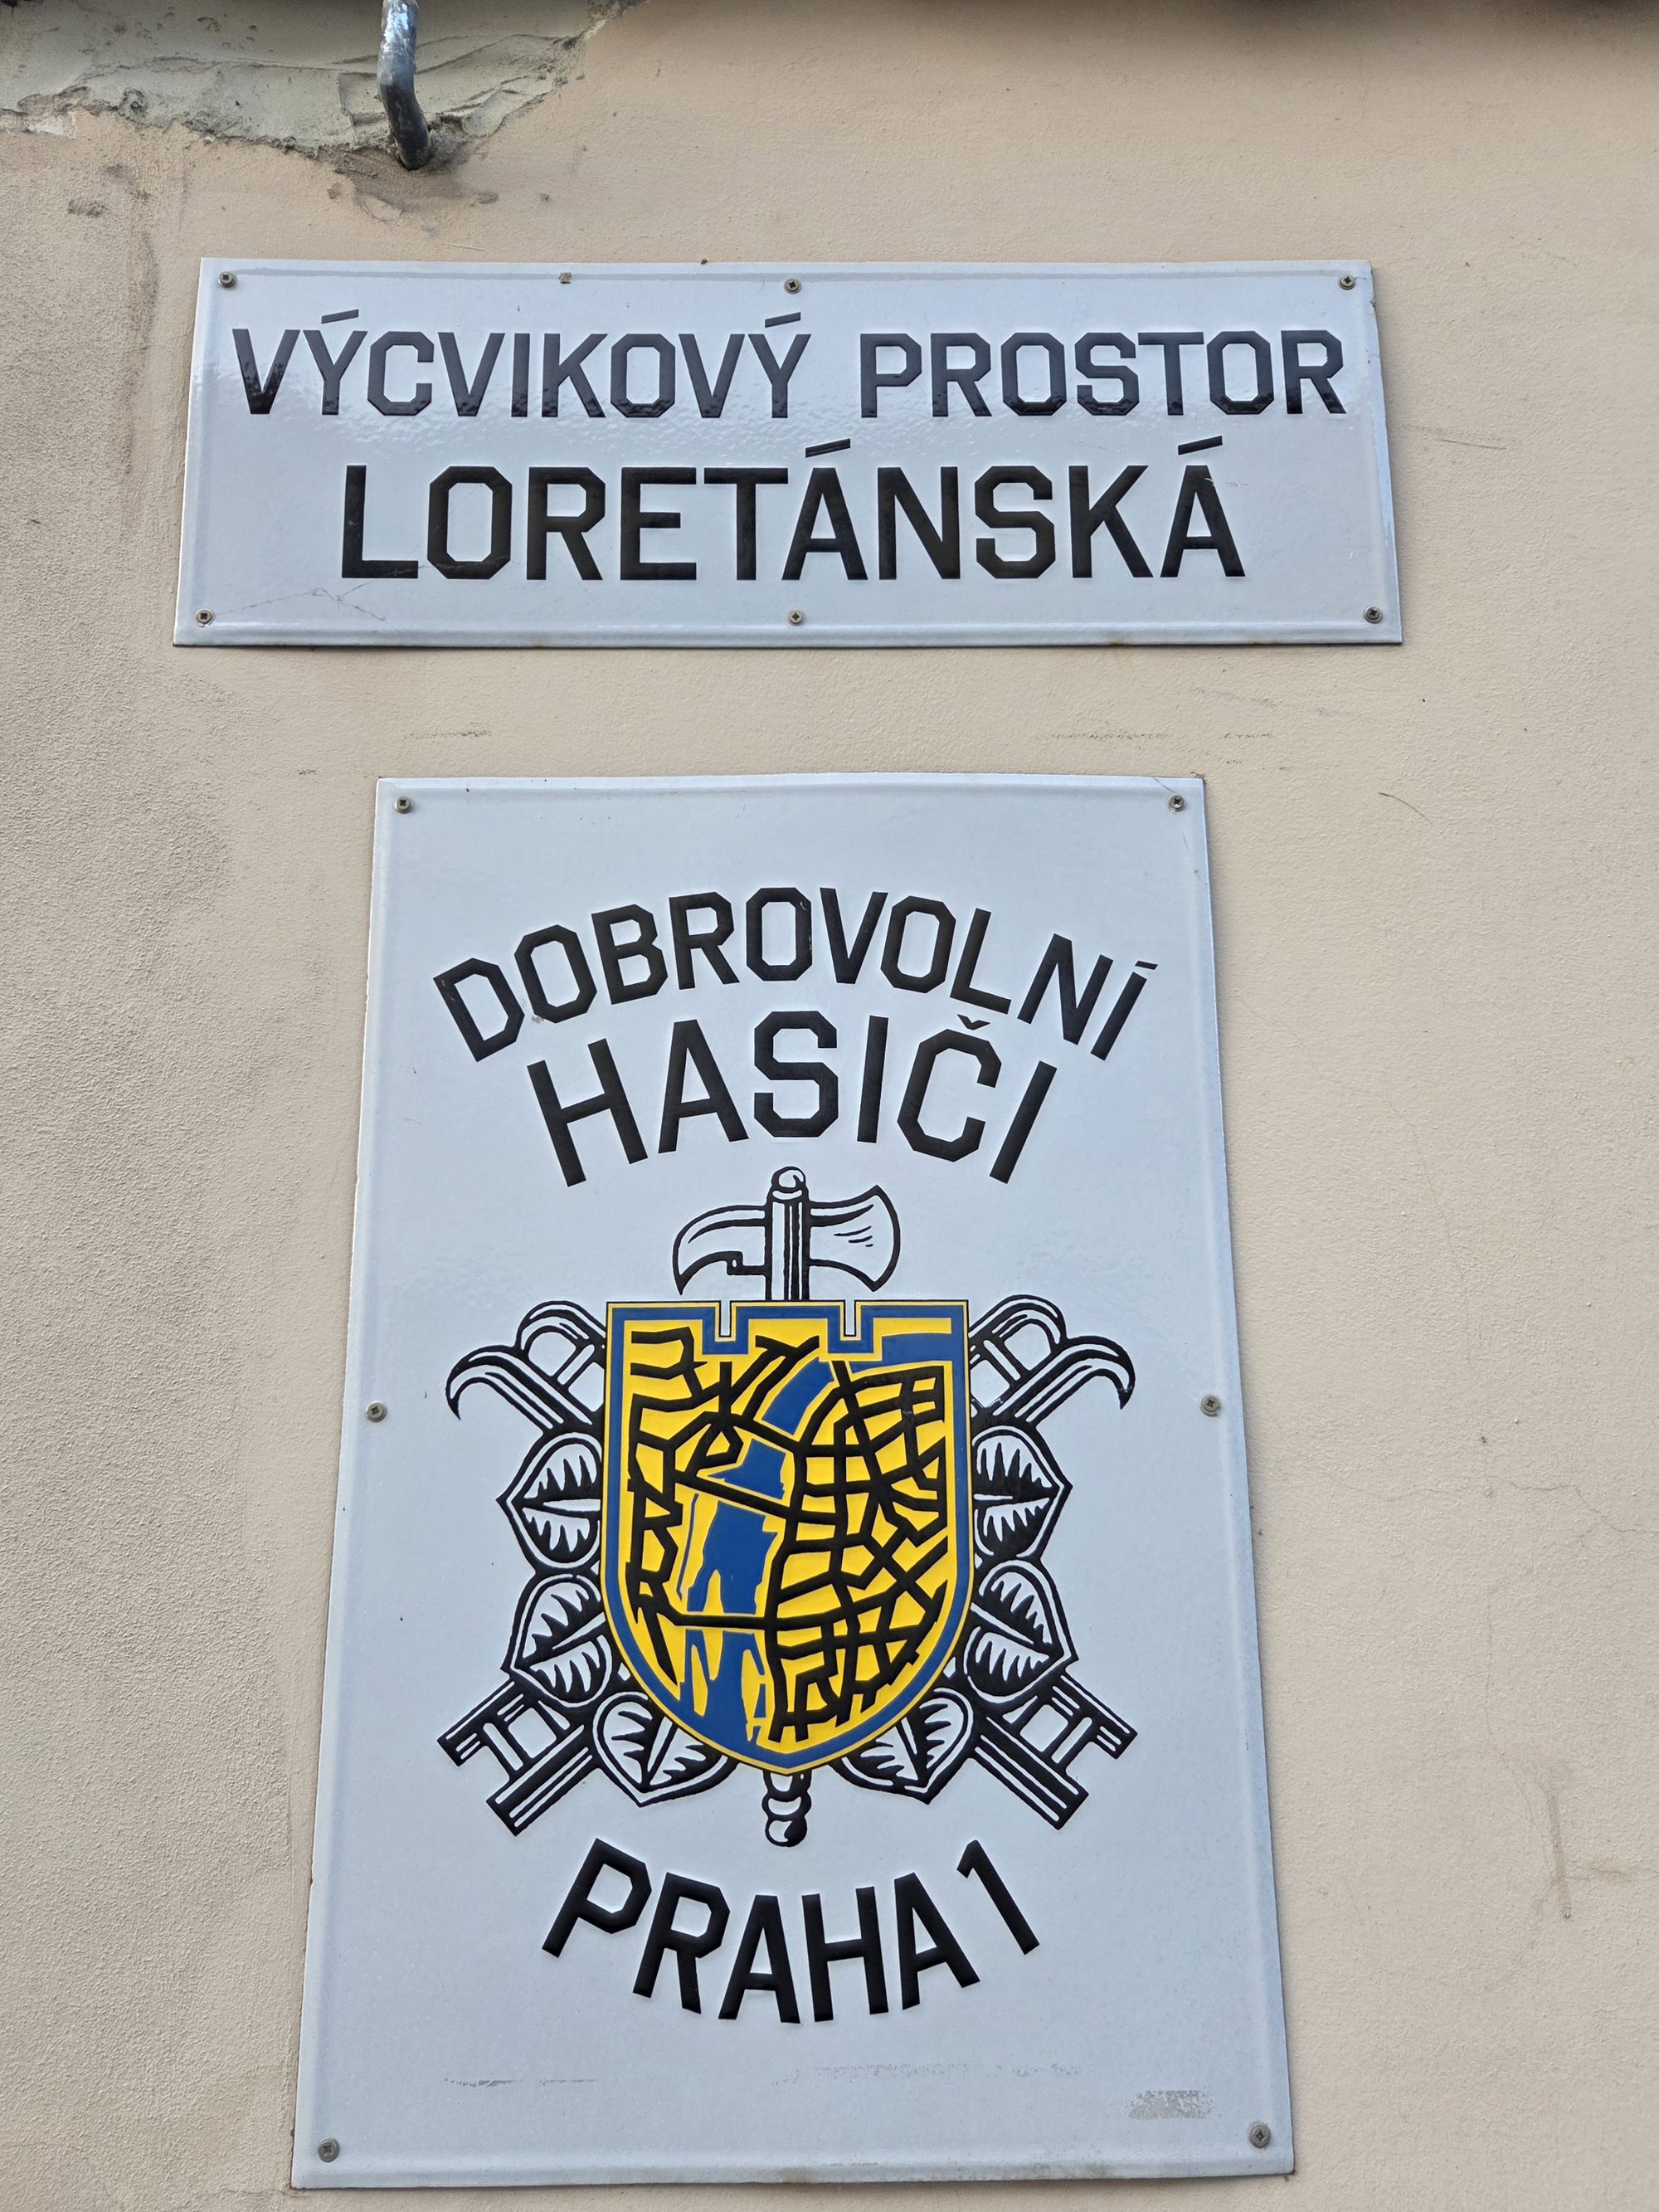 VÝCVIKOVÝ PROSTOR
LORETÁNSKÁ
DOBROVOLNÍ
HASIČI
PRAHA 1